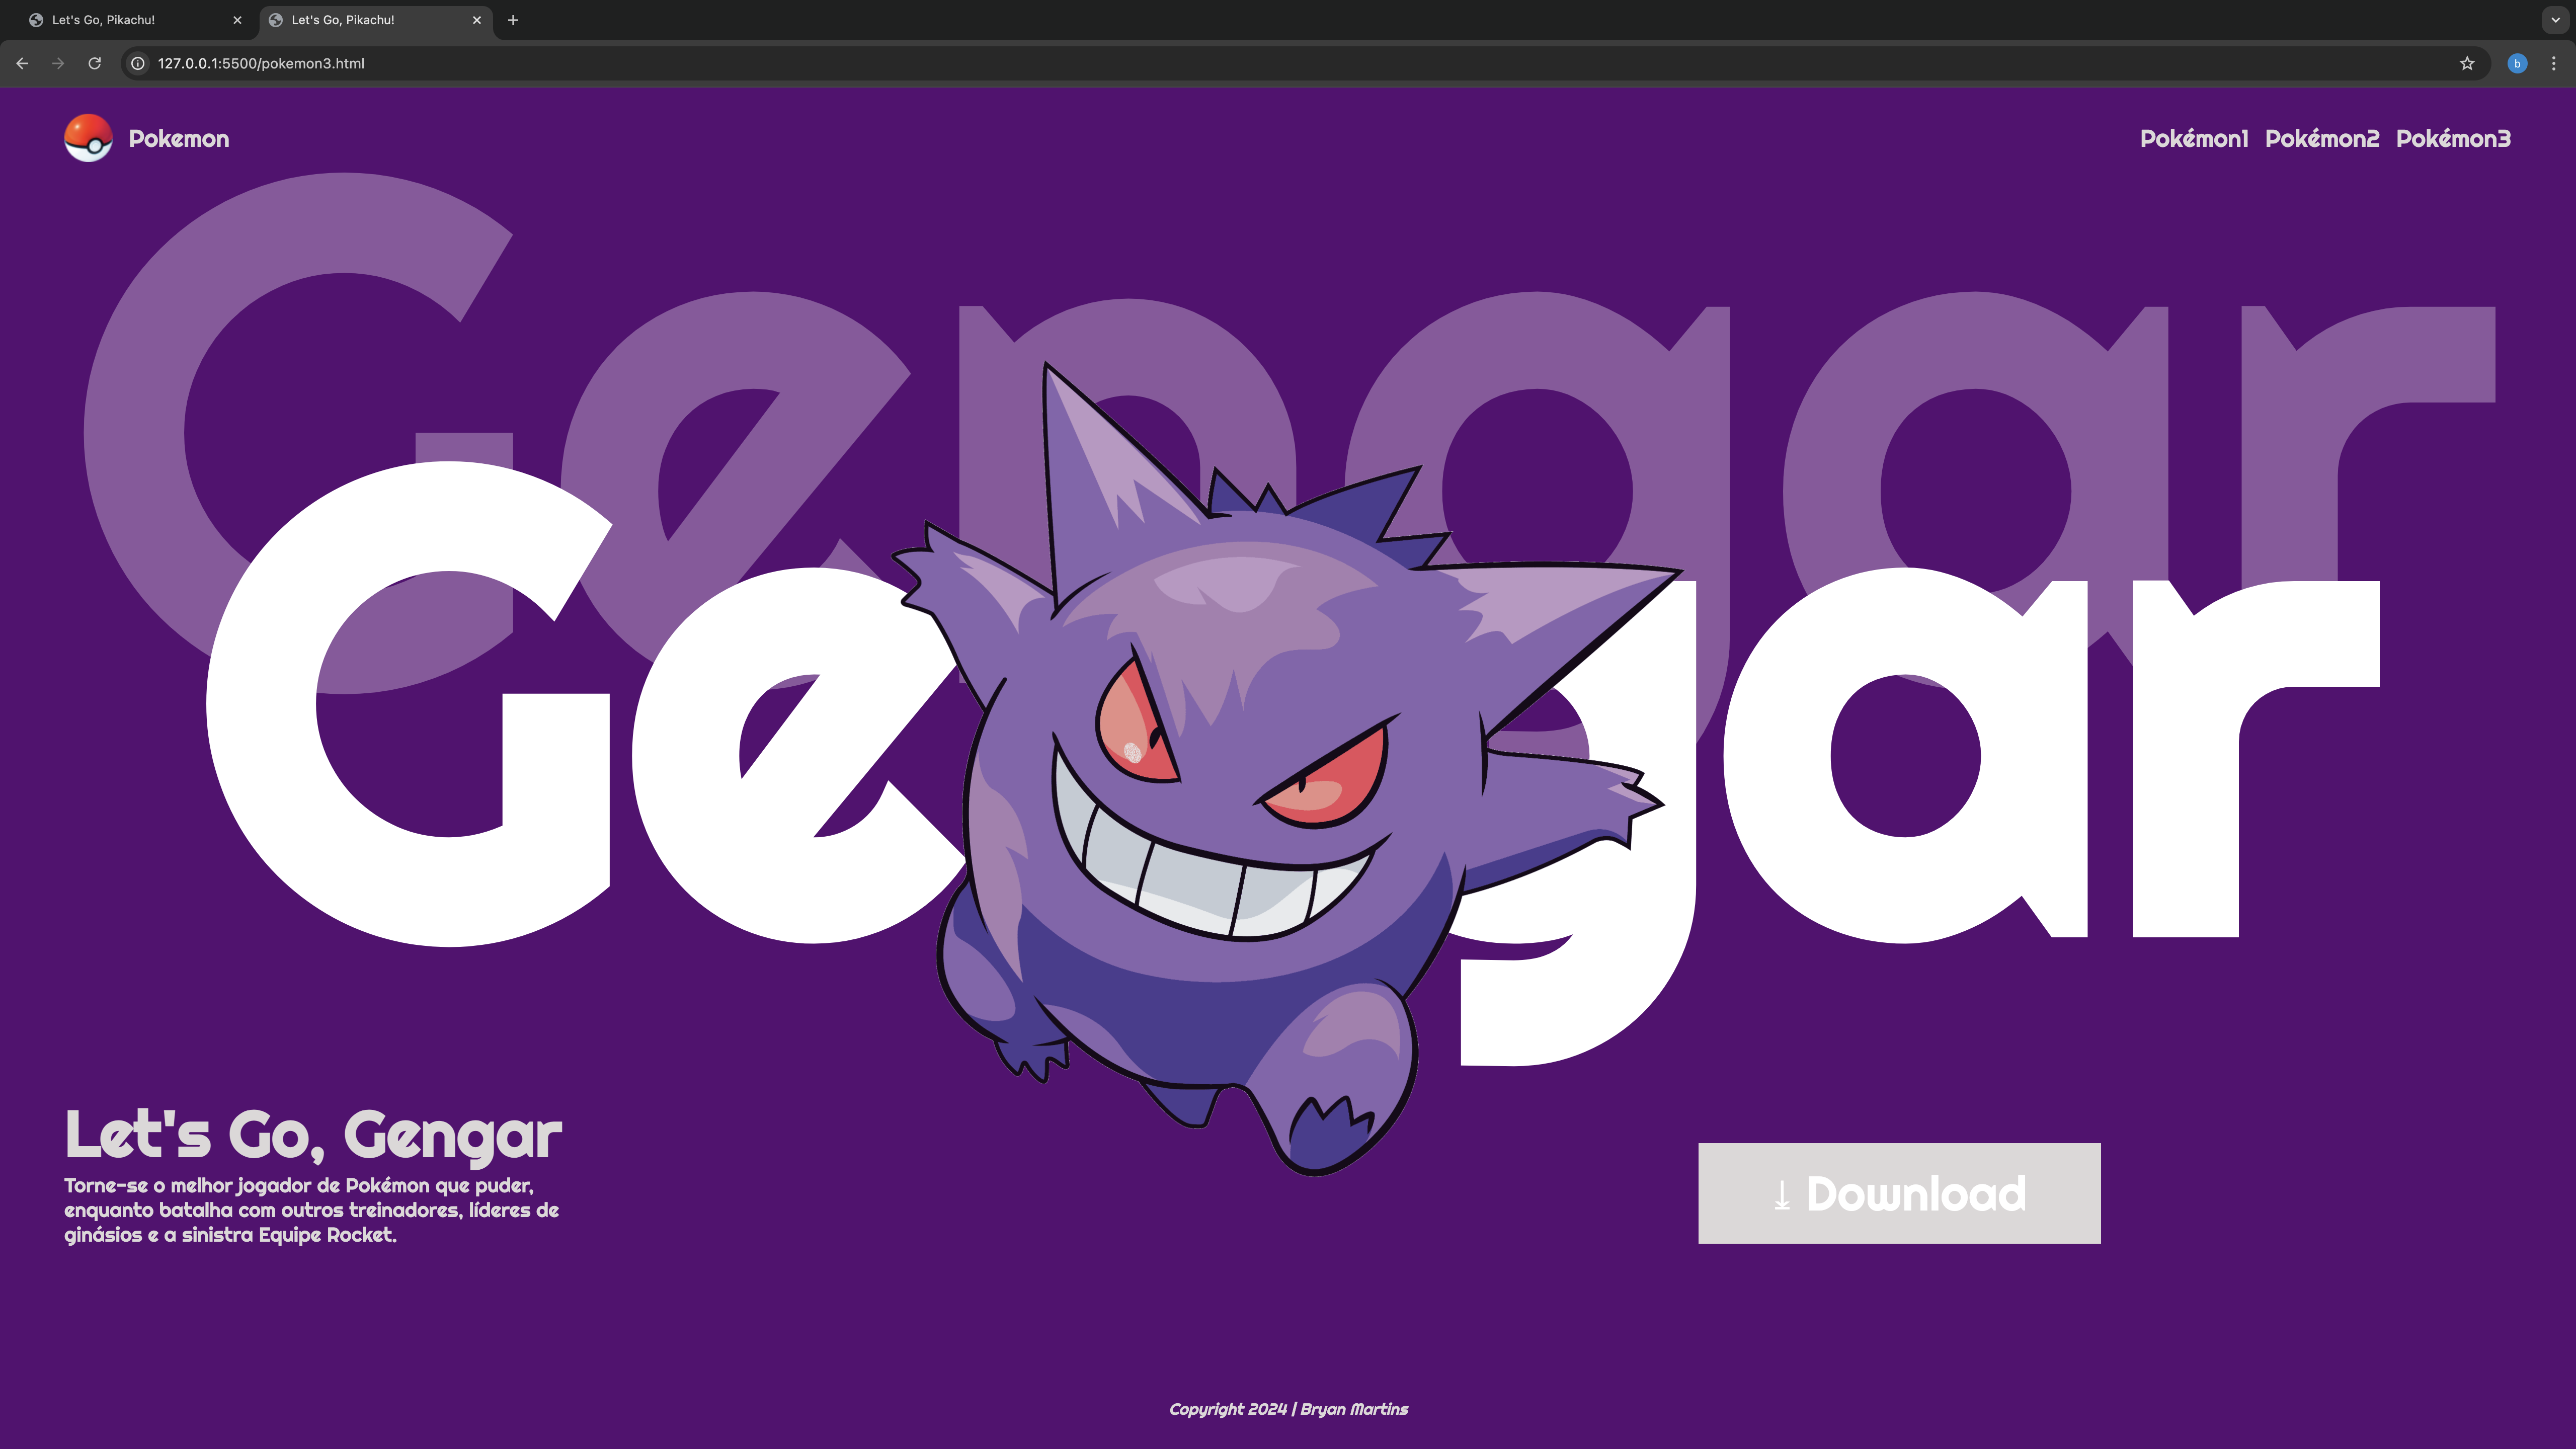 Let's Go, Pikachu!
Let's Go, Pikachu!
127.0.0.1:5500/pokemon3.html
b
Pokemon
Pokémon1 Pokémon2 Pokémon3
Gengar
Gengar
Let's Go, Gengar
Torne-se o melhor jogador de Pokémon que puder,
enquanto batalha com outros treinadores, líderes de
ginásios e a sinistra Equipe Rocket.
Download
Copyright 2024 | Bryan Martins